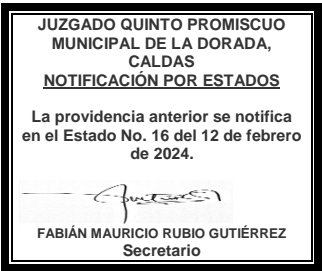 JUZGADO QUINTO PROMISCUO
MUNICIPAL DE LA DORADA,
CALDAS
NOTIFICACIÓN POR ESTADOS
La providencia anterior se notifica
en el Estado No. 16 del 12 de febrero
de 2024.
FABIÁN MAURICIO RUBIO GUTIÉRREZ
Secretario